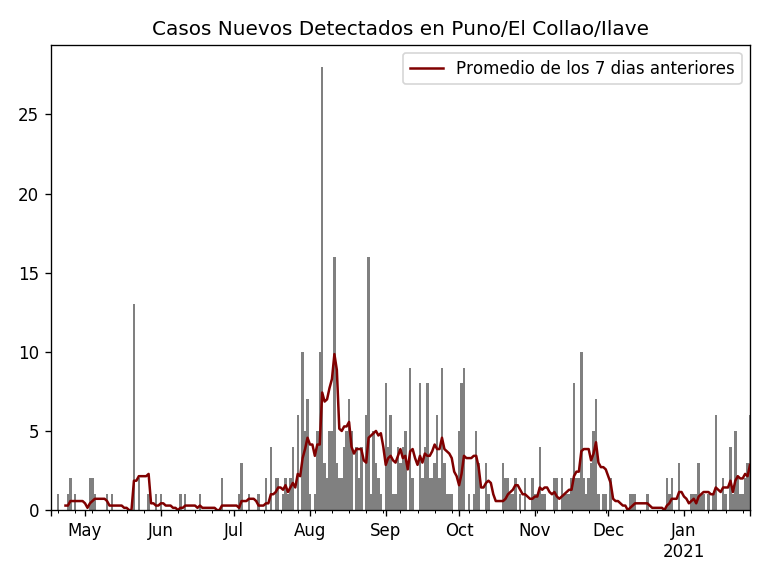 Casos Nuevos Detectados en Puno/El Collao/Ilave
Promedio de los 7 dias anteriores
25
20
15
10
5
0
May Jun Jul Aug Sep Oct Nov Dec Jan
2021